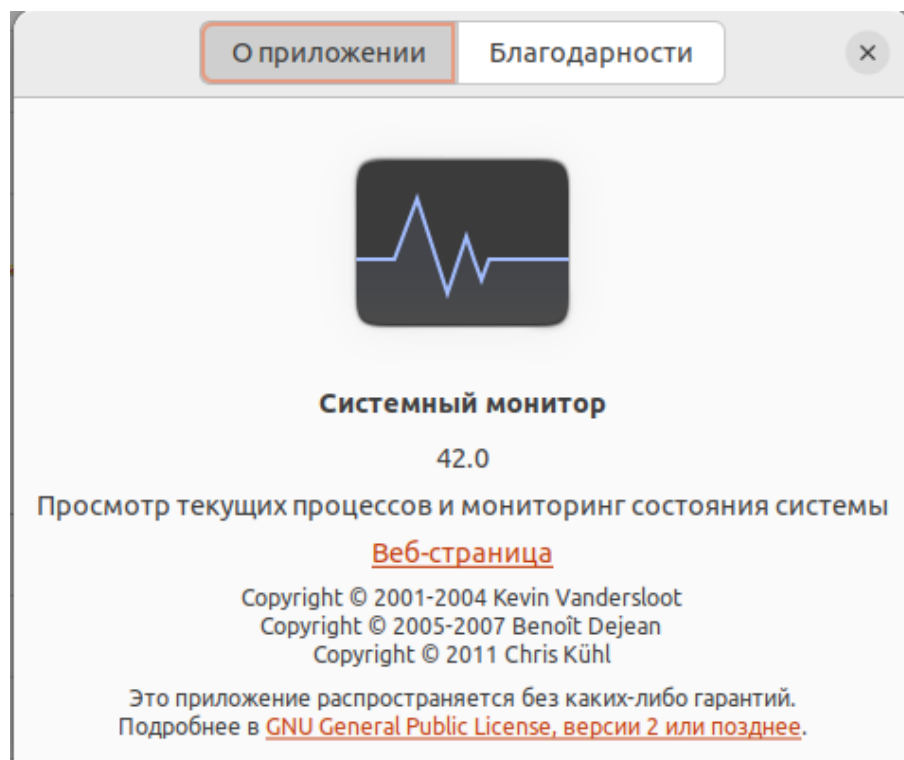 О приложении
Благодарности
Системный монитор
42.0
Просмотр текущих процессов и мониторинг состояния системы
Веб-страница
Copyright © 2001-2004 Kevin Vandersloot
Copyright © 2005-2007 Benoît Dejean
Copyright © 2011 Chris Kühl
Это приложение распространяется без каких-либо гарантий.
Подробнее в GNU General Public License, версии 2 или позднее.